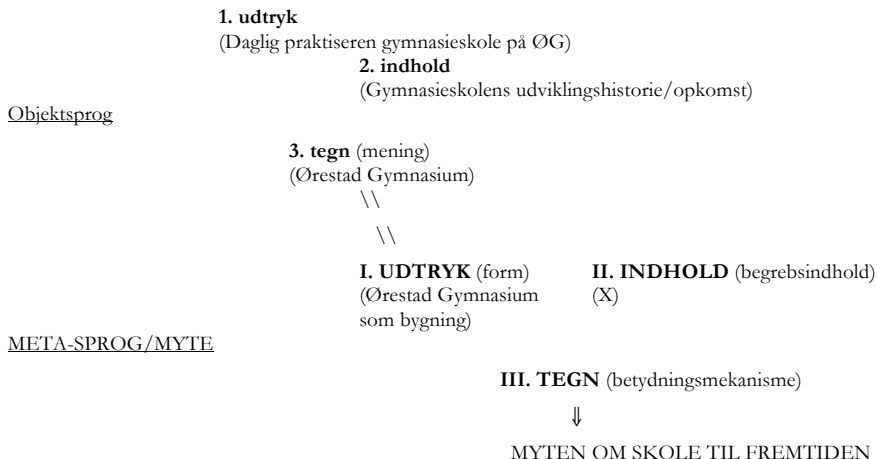 1. udtryk
(Daglig praktiseren gymnasieskole på ØG)
2. indhold
(Gymnasieskolens udviklingshistorie/opkomst)
Objektsprog
3. tegn (mening)
(Ørestad Gymnasium)
\\
\\
I. UDTRYK (form) II. INDHOLD (begrebsindhold)
(Ørestad Gymnasium (X)
som bygning)
META-SPROG/MYTE
III. TEGN (betydningsmekanisme)
⇓
MYTEN OM SKOLE TIL FREMTIDEN